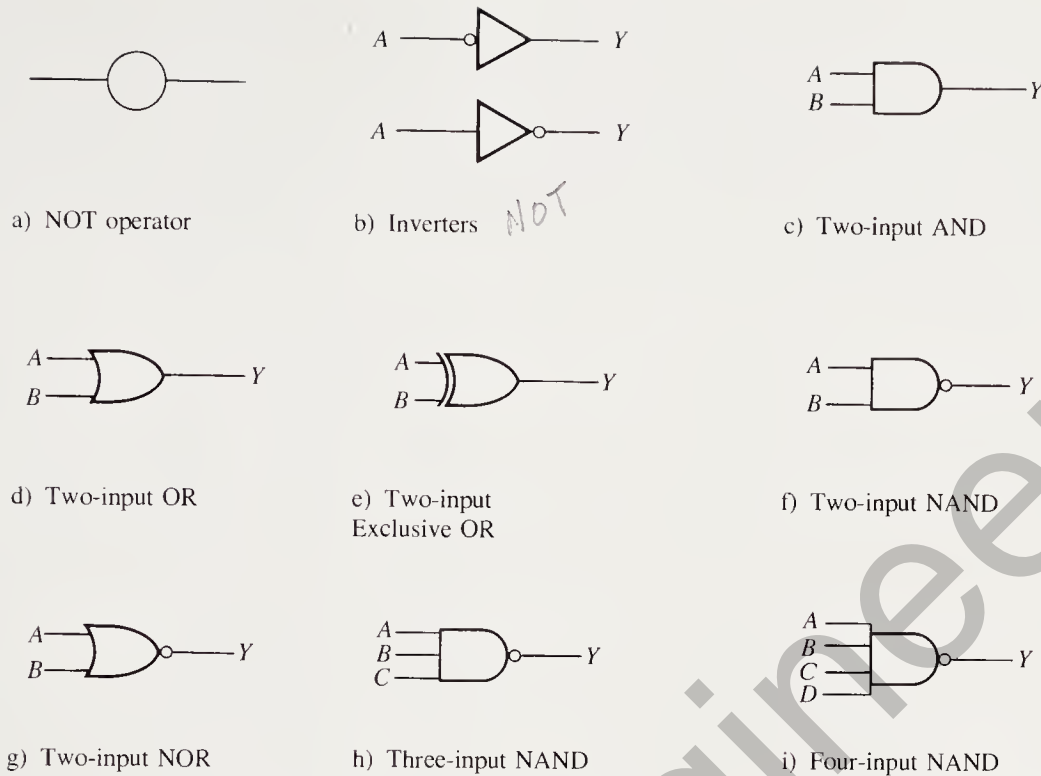 A Y
A Y
A
B Y
a) NOT operator
b) Inverters NOT
c) Two-input AND
A
B Y
A
B Y
A
B Y
d) Two-input OR
e) Two-input
Exclusive OR
f) Two-input NAND
A
B Y
A
B
C Y
A
B
C
D Y
g) Two-input NOR
h) Three-input NAND
i) Four-input NAND